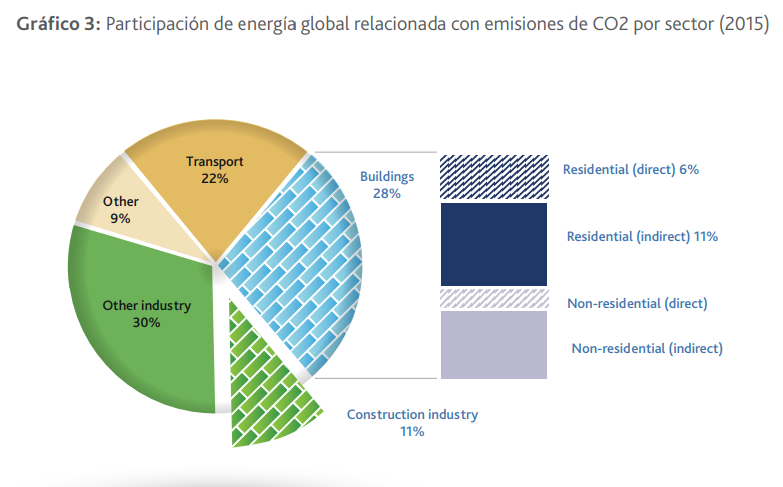 Gráfico 3: Participación de energía global relacionada con emisiones de CO2 por sector (2015)
Transport
22%
Buildings
28%
Other
9%
Other industry
30%
Construction industry
11%
Residential (direct) 6%
Residential (indirect) 11%
Non-residential (direct)
Non-residential (indirect)